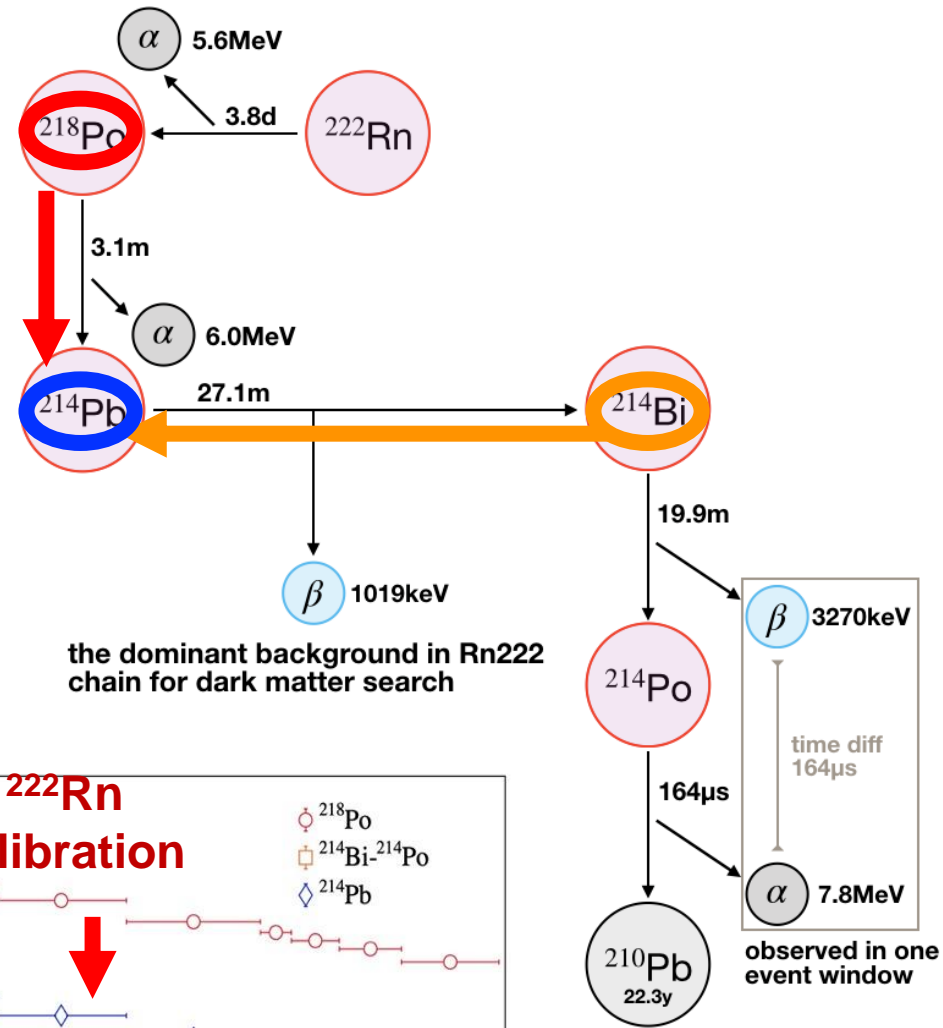 α 5.6MeV
²¹⁸Po
3.8d
²²²Rn
3.1m
α 6.0MeV
²¹⁴Pb
27.1m
²¹⁴Bi
19.9m
β 1019keV
β 3270keV
the dominant background in Rn222
chain for dark matter search
²¹⁴Po
time diff
164μs
164μs
α 7.8MeV
observed in one
event window
²¹⁰Pb
22.3y
²²²Rn
libration
²¹⁸Po
²¹⁴Bi-²¹⁴Po
²¹⁴Pb